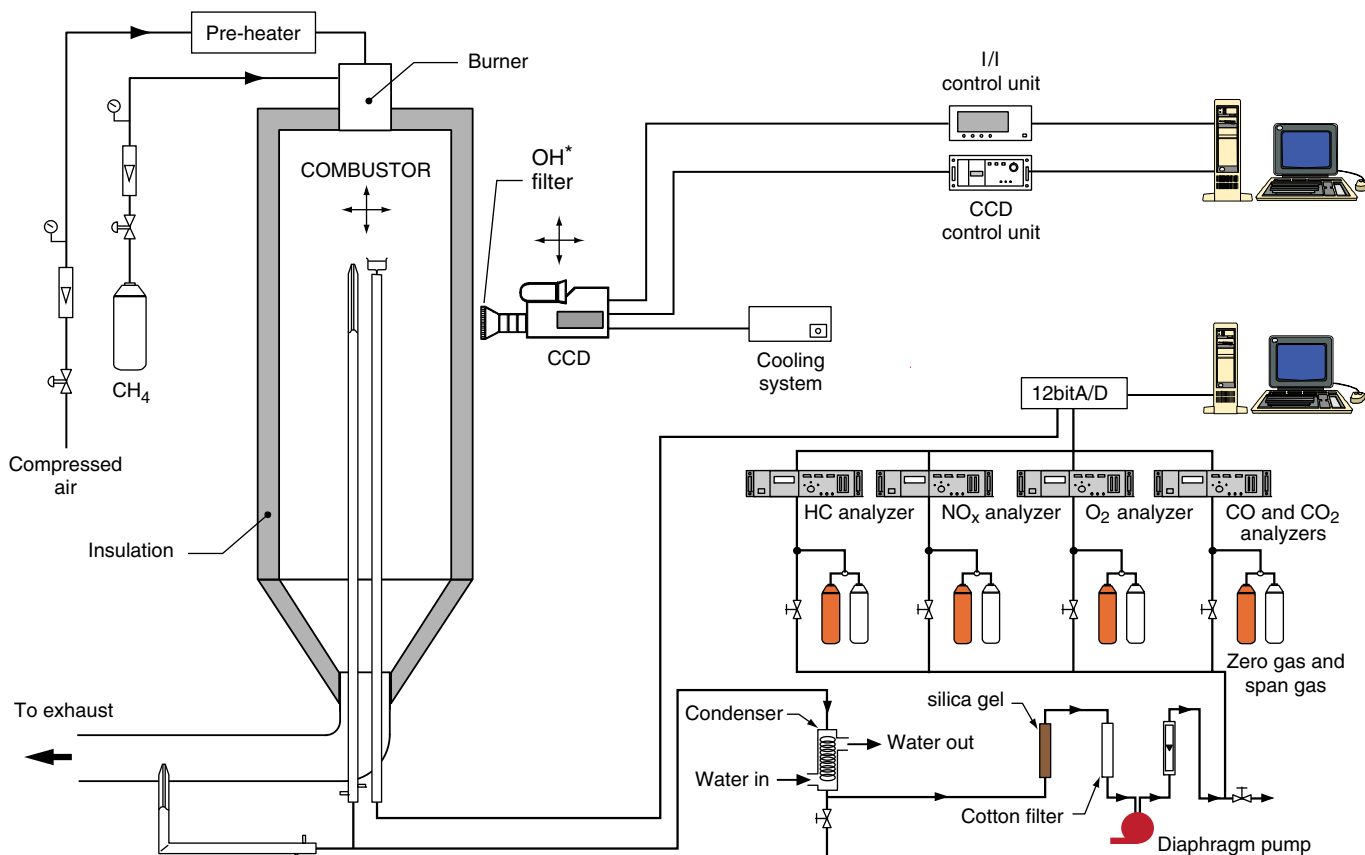 Pre-heater
Burner
I/I
control unit
COMBUSTOR
OH*
filter
CCD
control unit
CH4
CCD
Cooling
system
12bitA/D
Compressed
air
HC analyzer
NOx analyzer
O2 analyzer
CO and CO2
analyzers
Insulation
Zero gas and
span gas
To exhaust
Condenser
silica gel
Water out
Water in
Cotton filter
Diaphragm pump